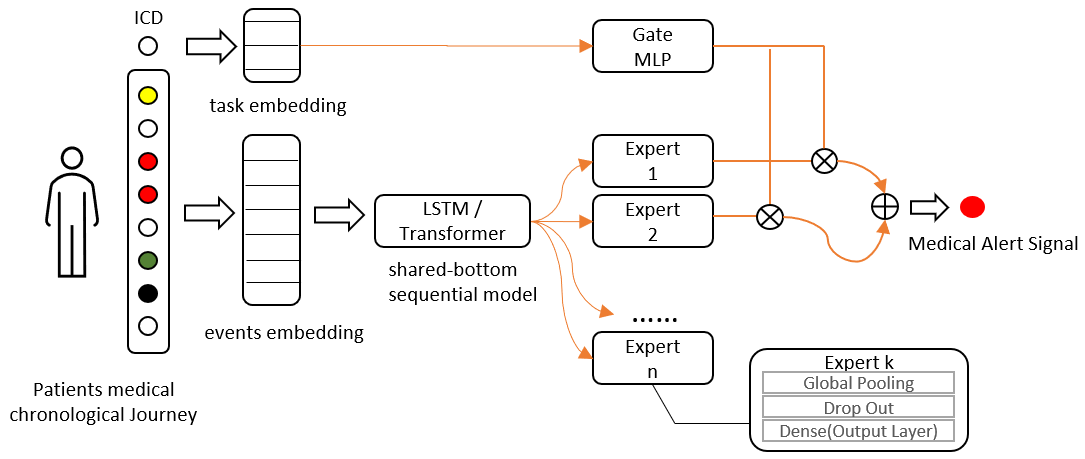 ICD
task embedding
Gate
MLP
Expert
1
Expert
2
LSTM /
Transformer
shared-bottom
sequential model
events embedding
Medical Alert Signal
......
Expert
n
Patients medical
chronological Journey
Expert k
Global Pooling
Drop Out
Dense(Output Layer)